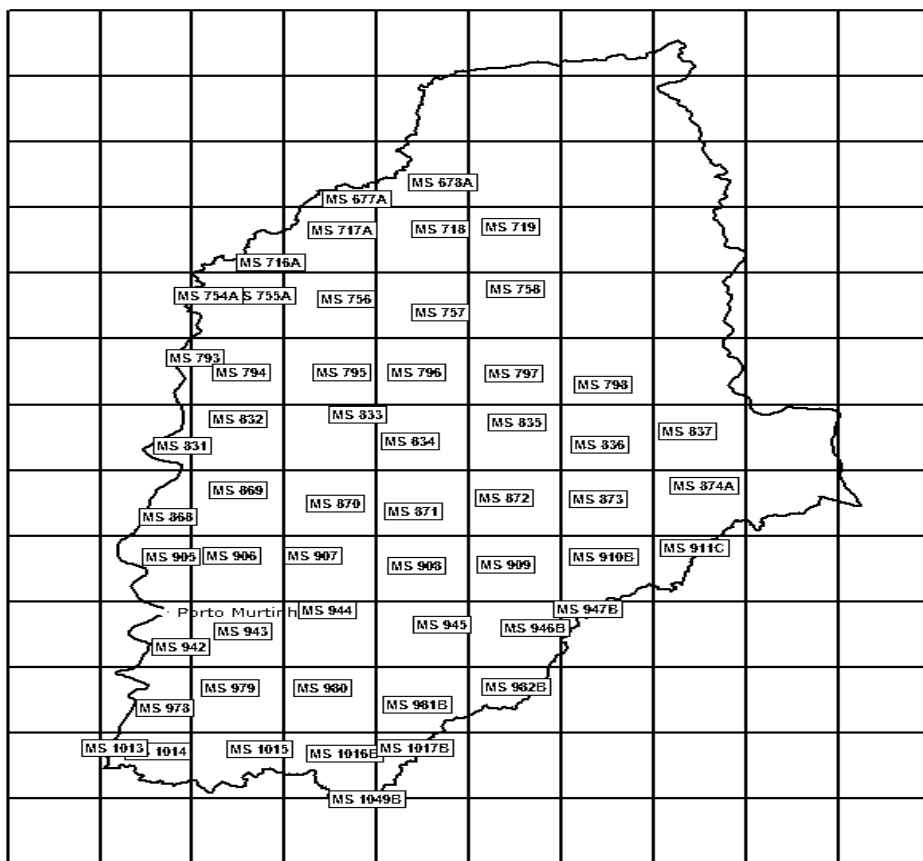 MS 678A
MS 677A
MS 717A
MS 718
MS 719
MS 716A
MS 754A
MS 755A
MS 756
MS 757
MS 758
MS 793
MS 794
MS 795
MS 796
MS 797
MS 798
MS 831
MS 832
MS 833
MS 834
MS 835
MS 836
MS 837
MS 868
MS 869
MS 870
MS 871
MS 872
MS 873
MS 874A
MS 905
MS 906
MS 907
MS 908
MS 909
MS 910B
MS 911C
Porto Murtinh
MS 942
MS 943
MS 944
MS 945
MS 946B
MS 947B
MS 978
MS 979
MS 980
MS 981B
MS 982B
MS 1013
MS 1014
MS 1015
MS 1016B
MS 1017B
MS 1049B